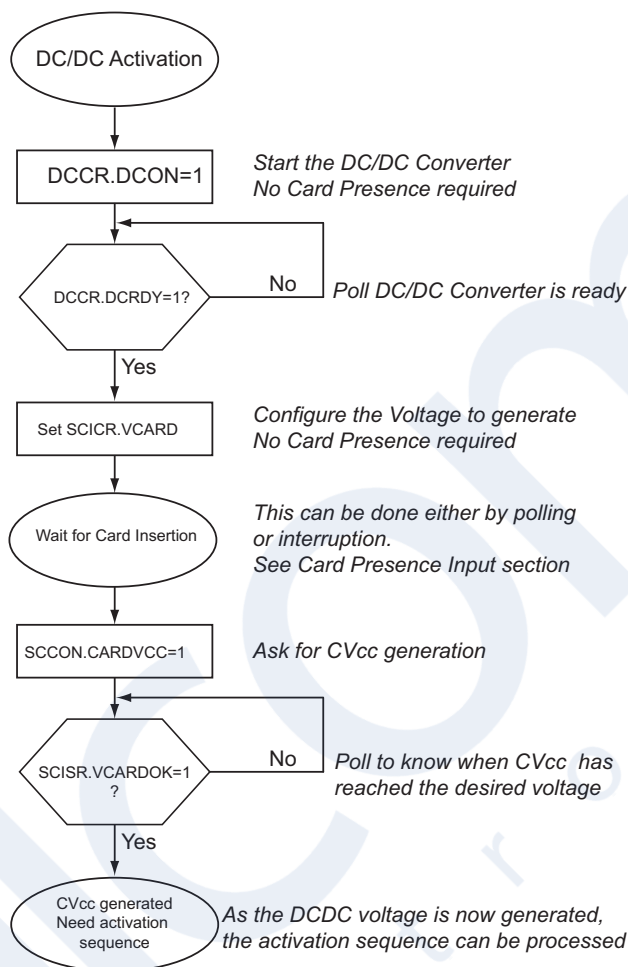 DC/DC Activation
DCCR.DCON=1
Start the DC/DC Converter
No Card Presence required
DCCR.DCRDY=1?
No
Poll DC/DC Converter is ready
Yes
Set SCICR.VCARD
Configure the Voltage to generate
No Card Presence required
Wait for Card Insertion
This can be done either by polling
or interruption.
See Card Presence Input section
SCCON.CARDVCC=1
Ask for CVcc generation
SCISR.VCARDOK=1
?
No
Poll to know when CVcc has
reached the desired voltage
Yes
CVcc generated
Need activation
sequence
As the DCDC voltage is now generated,
the activation sequence can be processed